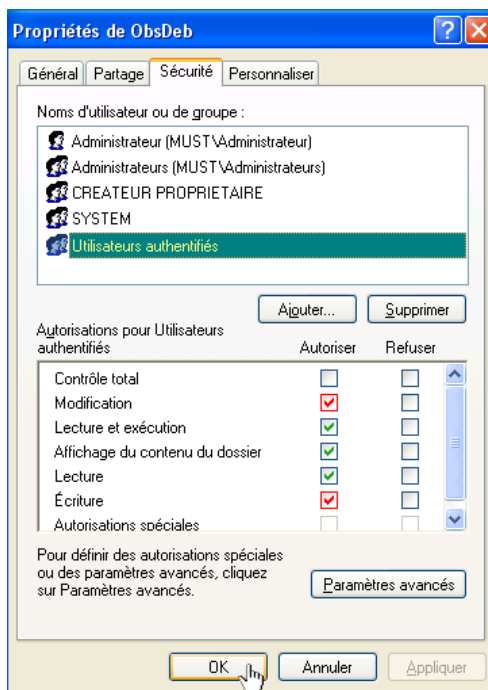 Propriétés de ObsDeb
Général Partage Sécurité Personnaliser
Noms d'utilisateur ou de groupe :
Administrateur (MUST\Administrateur)
Administrateurs (MUST\Administrateurs)
CREATEUR PROPRIETAIRE
SYSTEM
Utilisateurs authentifiés
Ajouter... Supprimer
Autorisations pour Utilisateurs
authentifiés Autoriser Refuser
Contrôle total
Modification
Lecture et exécution
Affichage du contenu du dossier
Lecture
Écriture
Autorisations spéciales
Pour définir des autorisations spéciales
ou des paramètres avancés, cliquez
sur Paramètres avancés.
Paramètres avancés
OK Annuler Appliquer